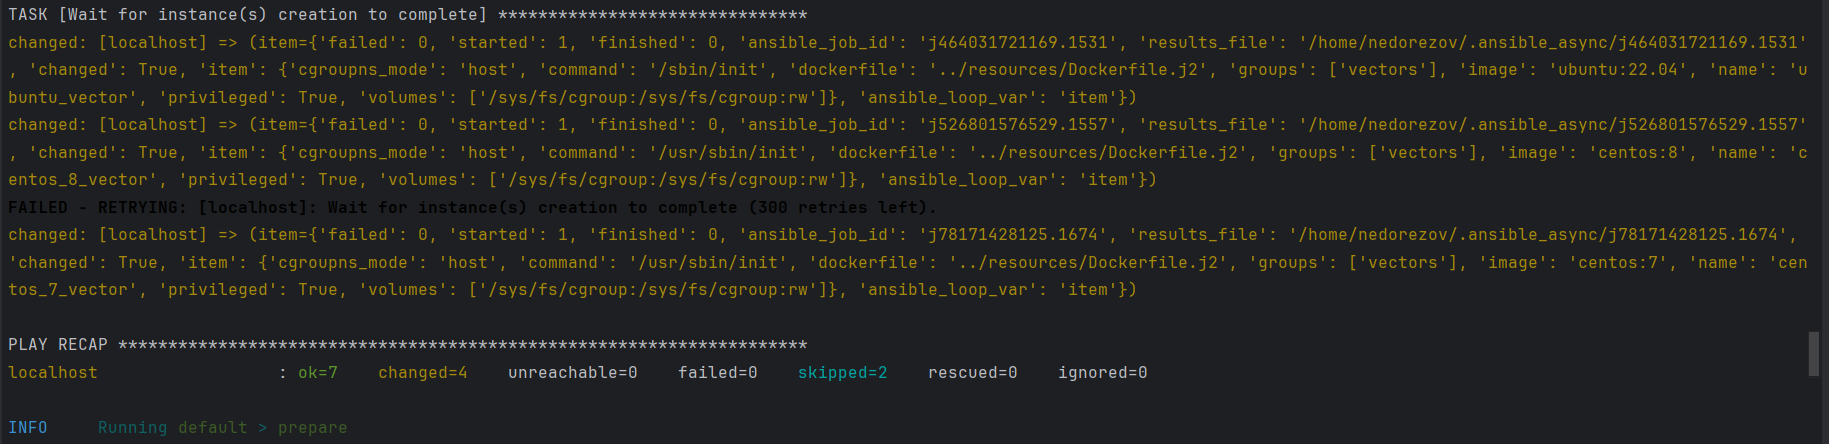 TASK [Wait for instance(s) creation to complete] *******************************
changed: [localhost] => (item={'failed': 0, 'started': 1, 'finished': 0, 'ansible_job_id': 'j464031721169.1531', 'results_file': '/home/nedorezov/.ansible_async/j464031721169.1531'
, 'changed': True, 'item': {'cgroupns_mode': 'host', 'command': '/sbin/init', 'dockerfile': '../resources/Dockerfile.j2', 'groups': ['vectors'], 'image': 'ubuntu:22.04', 'name': 'u
buntu_vector', 'privileged': True, 'volumes': ['/sys/fs/cgroup:/sys/fs/cgroup:rw']}, 'ansible_loop_var': 'item'})
changed: [localhost] => (item={'failed': 0, 'started': 1, 'finished': 0, 'ansible_job_id': 'j526801576529.1557', 'results_file': '/home/nedorezov/.ansible_async/j526801576529.1557'
, 'changed': True, 'item': {'cgroupns_mode': 'host', 'command': '/usr/sbin/init', 'dockerfile': '../resources/Dockerfile.j2', 'groups': ['vectors'], 'image': 'centos:8', 'name': 'c
entos_8_vector', 'privileged': True, 'volumes': ['/sys/fs/cgroup:/sys/fs/cgroup:rw']}, 'ansible_loop_var': 'item'})
FAILED - RETRYING: [localhost]: Wait for instance(s) creation to complete (300 retries left).
changed: [localhost] => (item={'failed': 0, 'started': 1, 'finished': 0, 'ansible_job_id': 'j78171428125.1674', 'results_file': '/home/nedorezov/.ansible_async/j78171428125.1674',
'changed': True, 'item': {'cgroupns_mode': 'host', 'command': '/usr/sbin/init', 'dockerfile': '../resources/Dockerfile.j2', 'groups': ['vectors'], 'image': 'centos:7', 'name': 'cen
tos_7_vector', 'privileged': True, 'volumes': ['/sys/fs/cgroup:/sys/fs/cgroup:rw']}, 'ansible_loop_var': 'item'})
PLAY RECAP *********************************************************************
localhost                  : ok=7    changed=4    unreachable=0    failed=0    skipped=2    rescued=0    ignored=0
INFO     Running default > prepare